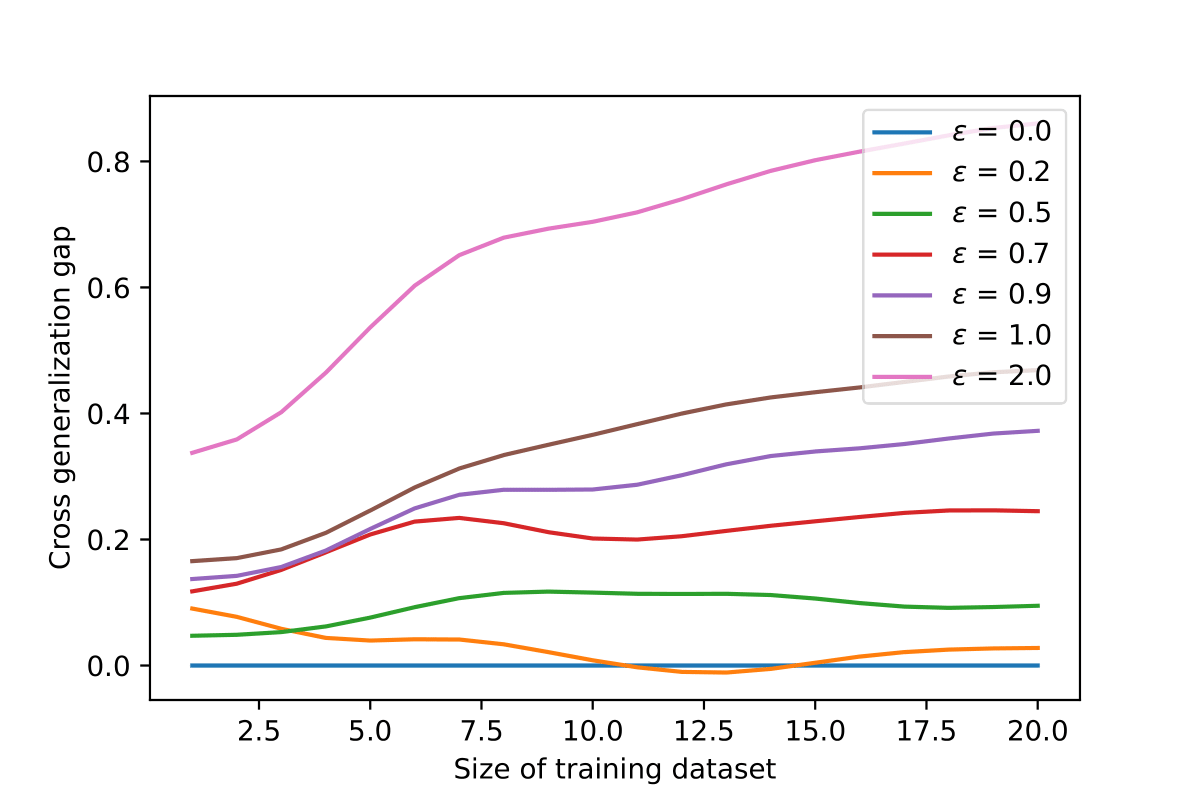 ε = 0.0
ε = 0.2
ε = 0.5
ε = 0.7
ε = 0.9
ε = 1.0
ε = 2.0
0.8
0.6
0.4
0.2
0.0
Cross generalization gap
2.5 5.0 7.5 10.0 12.5 15.0 17.5 20.0
Size of training dataset